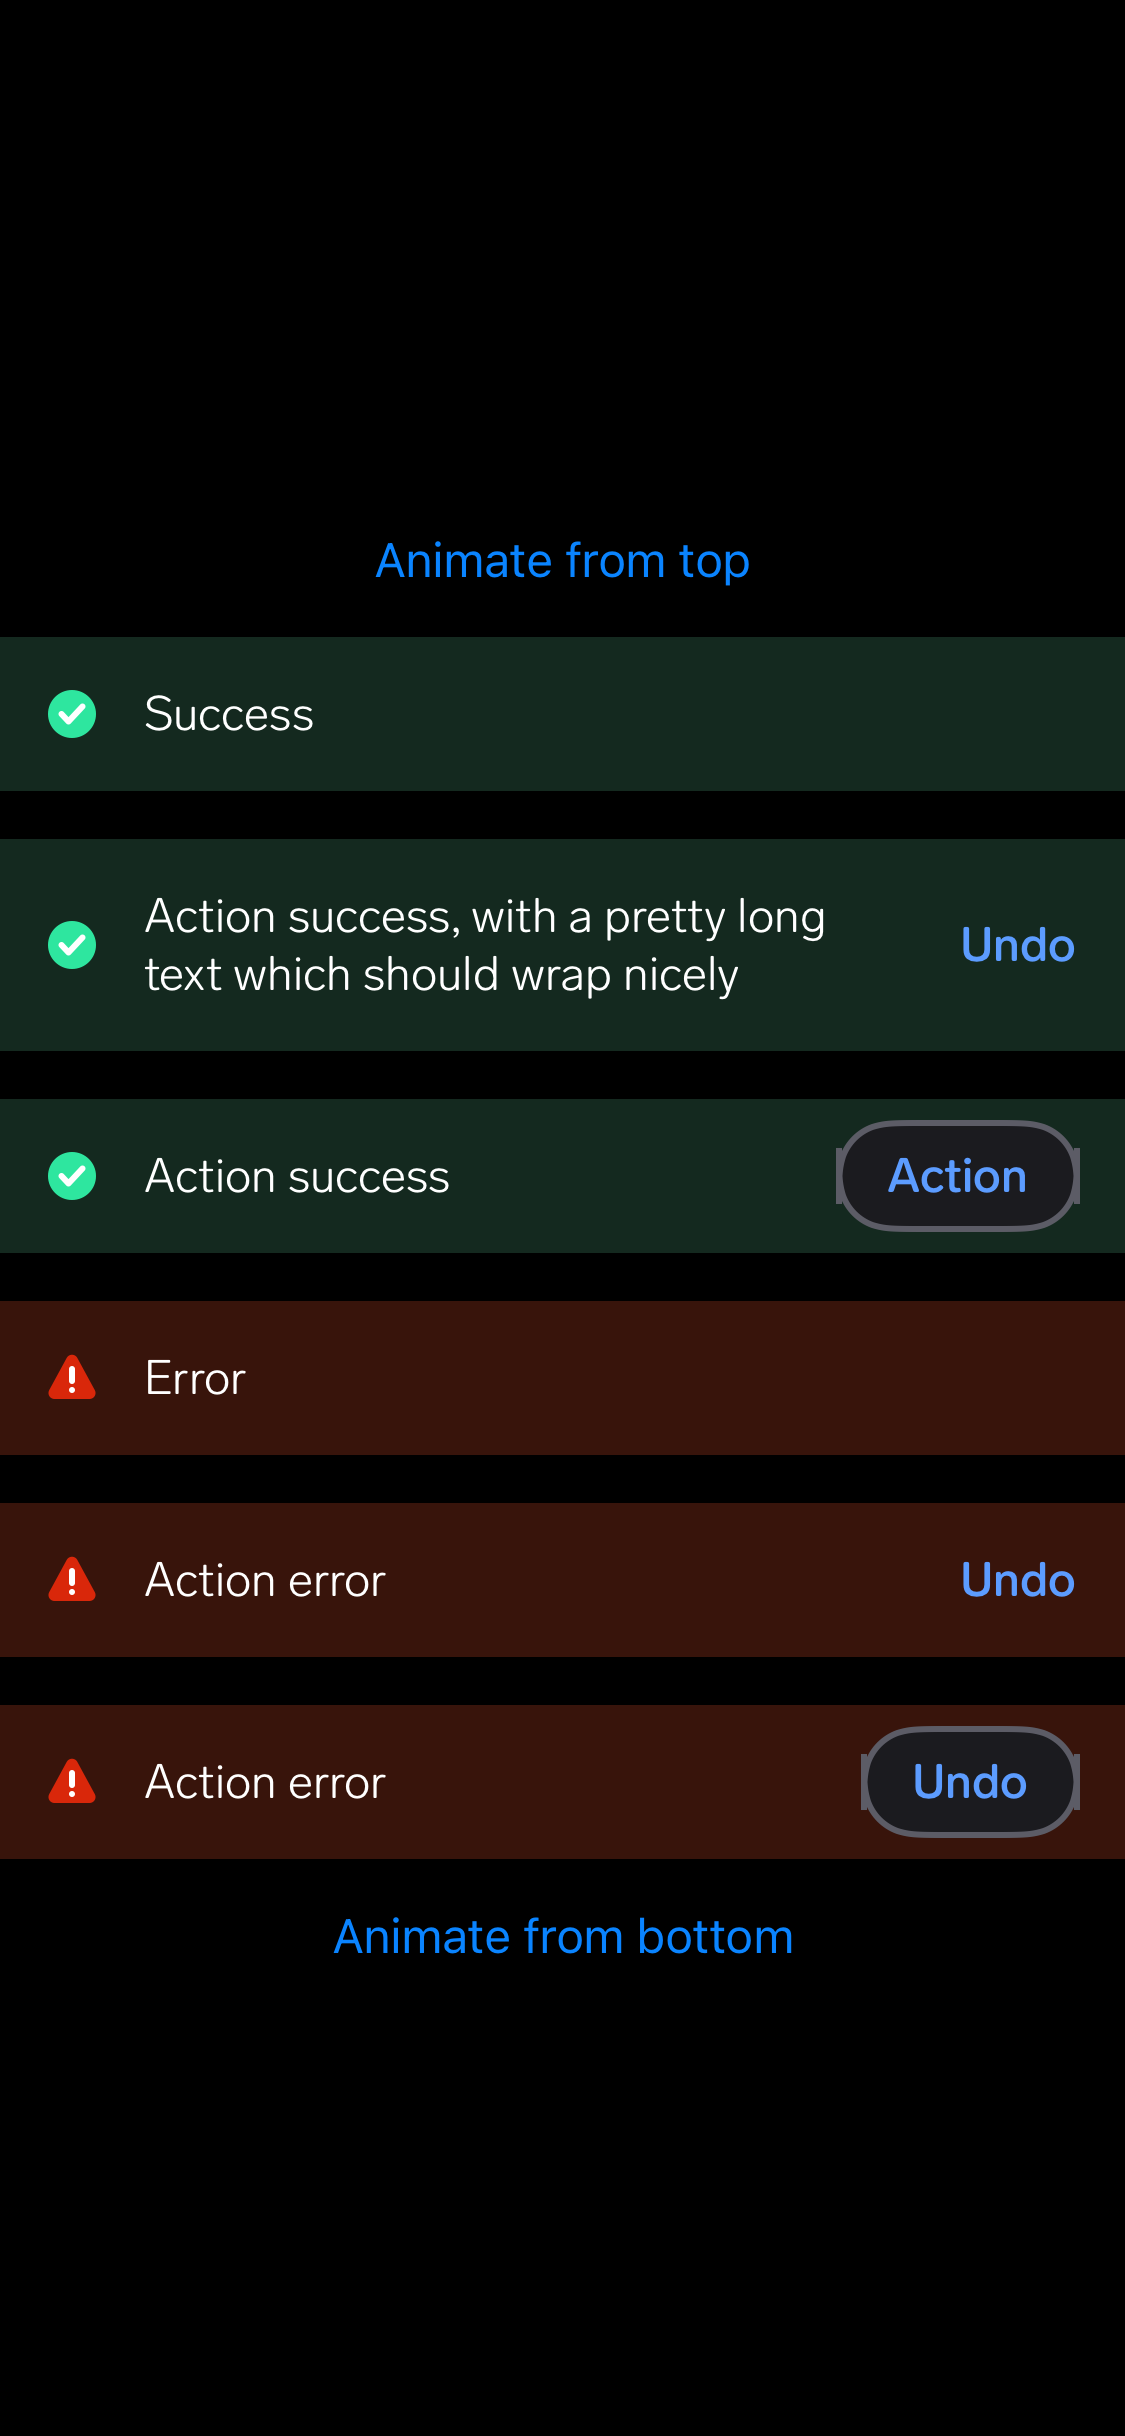 Animate from top
Success
Action success, with a pretty long
text which should wrap nicely
Undo
Action success
Action
Error
Action error
Undo
Action error
Undo
Animate from bottom